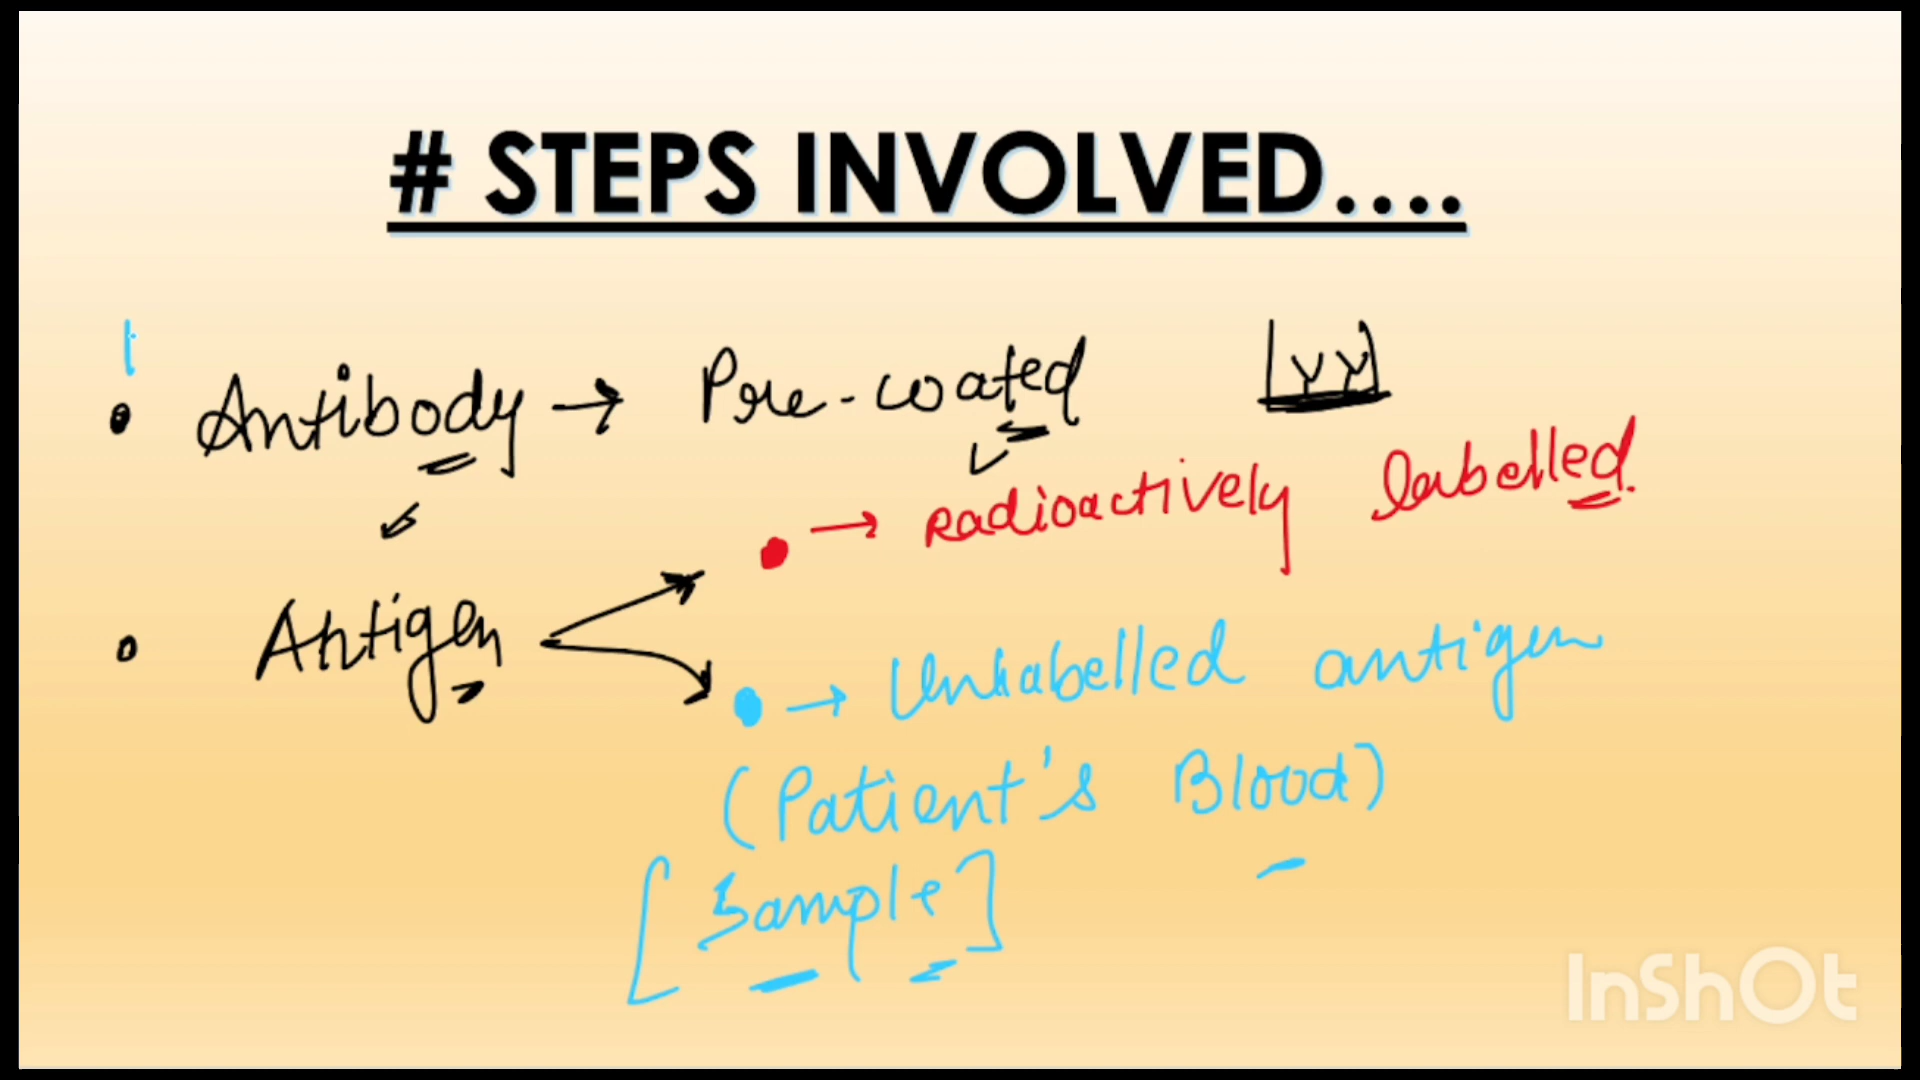 # STEPS INVOLVED....
• Antibody → Pre-coated
• → radioactively labelled.
• Antigen
• → Unlabelled antigen
(Patient's Blood)
[Sample]
InShOt